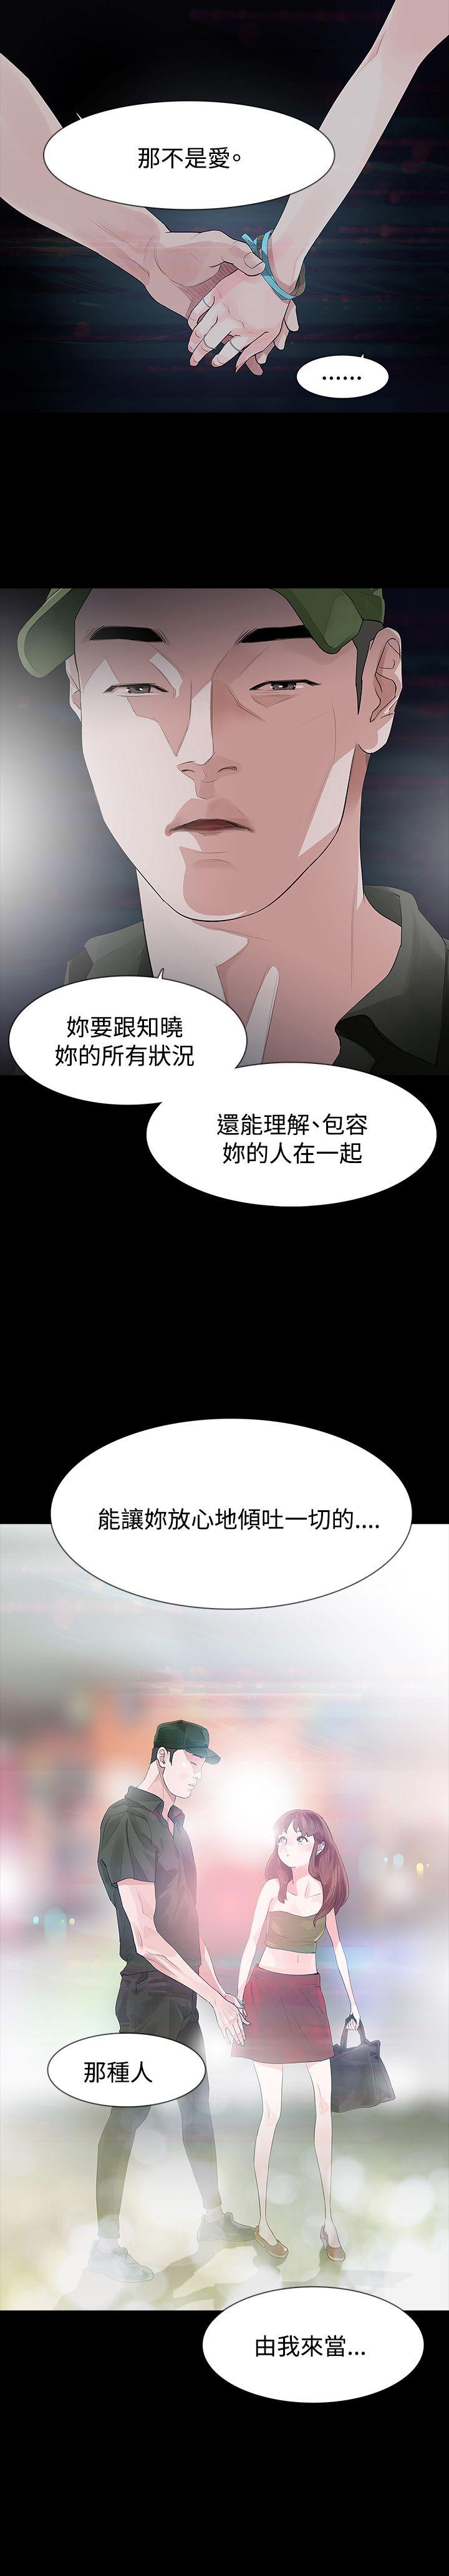 那不是愛。
......
妳要跟知曉
妳的所有狀況
還能理解、包容
妳的人在一起
能讓妳放心地傾吐一切的....
那種人
由我來當...